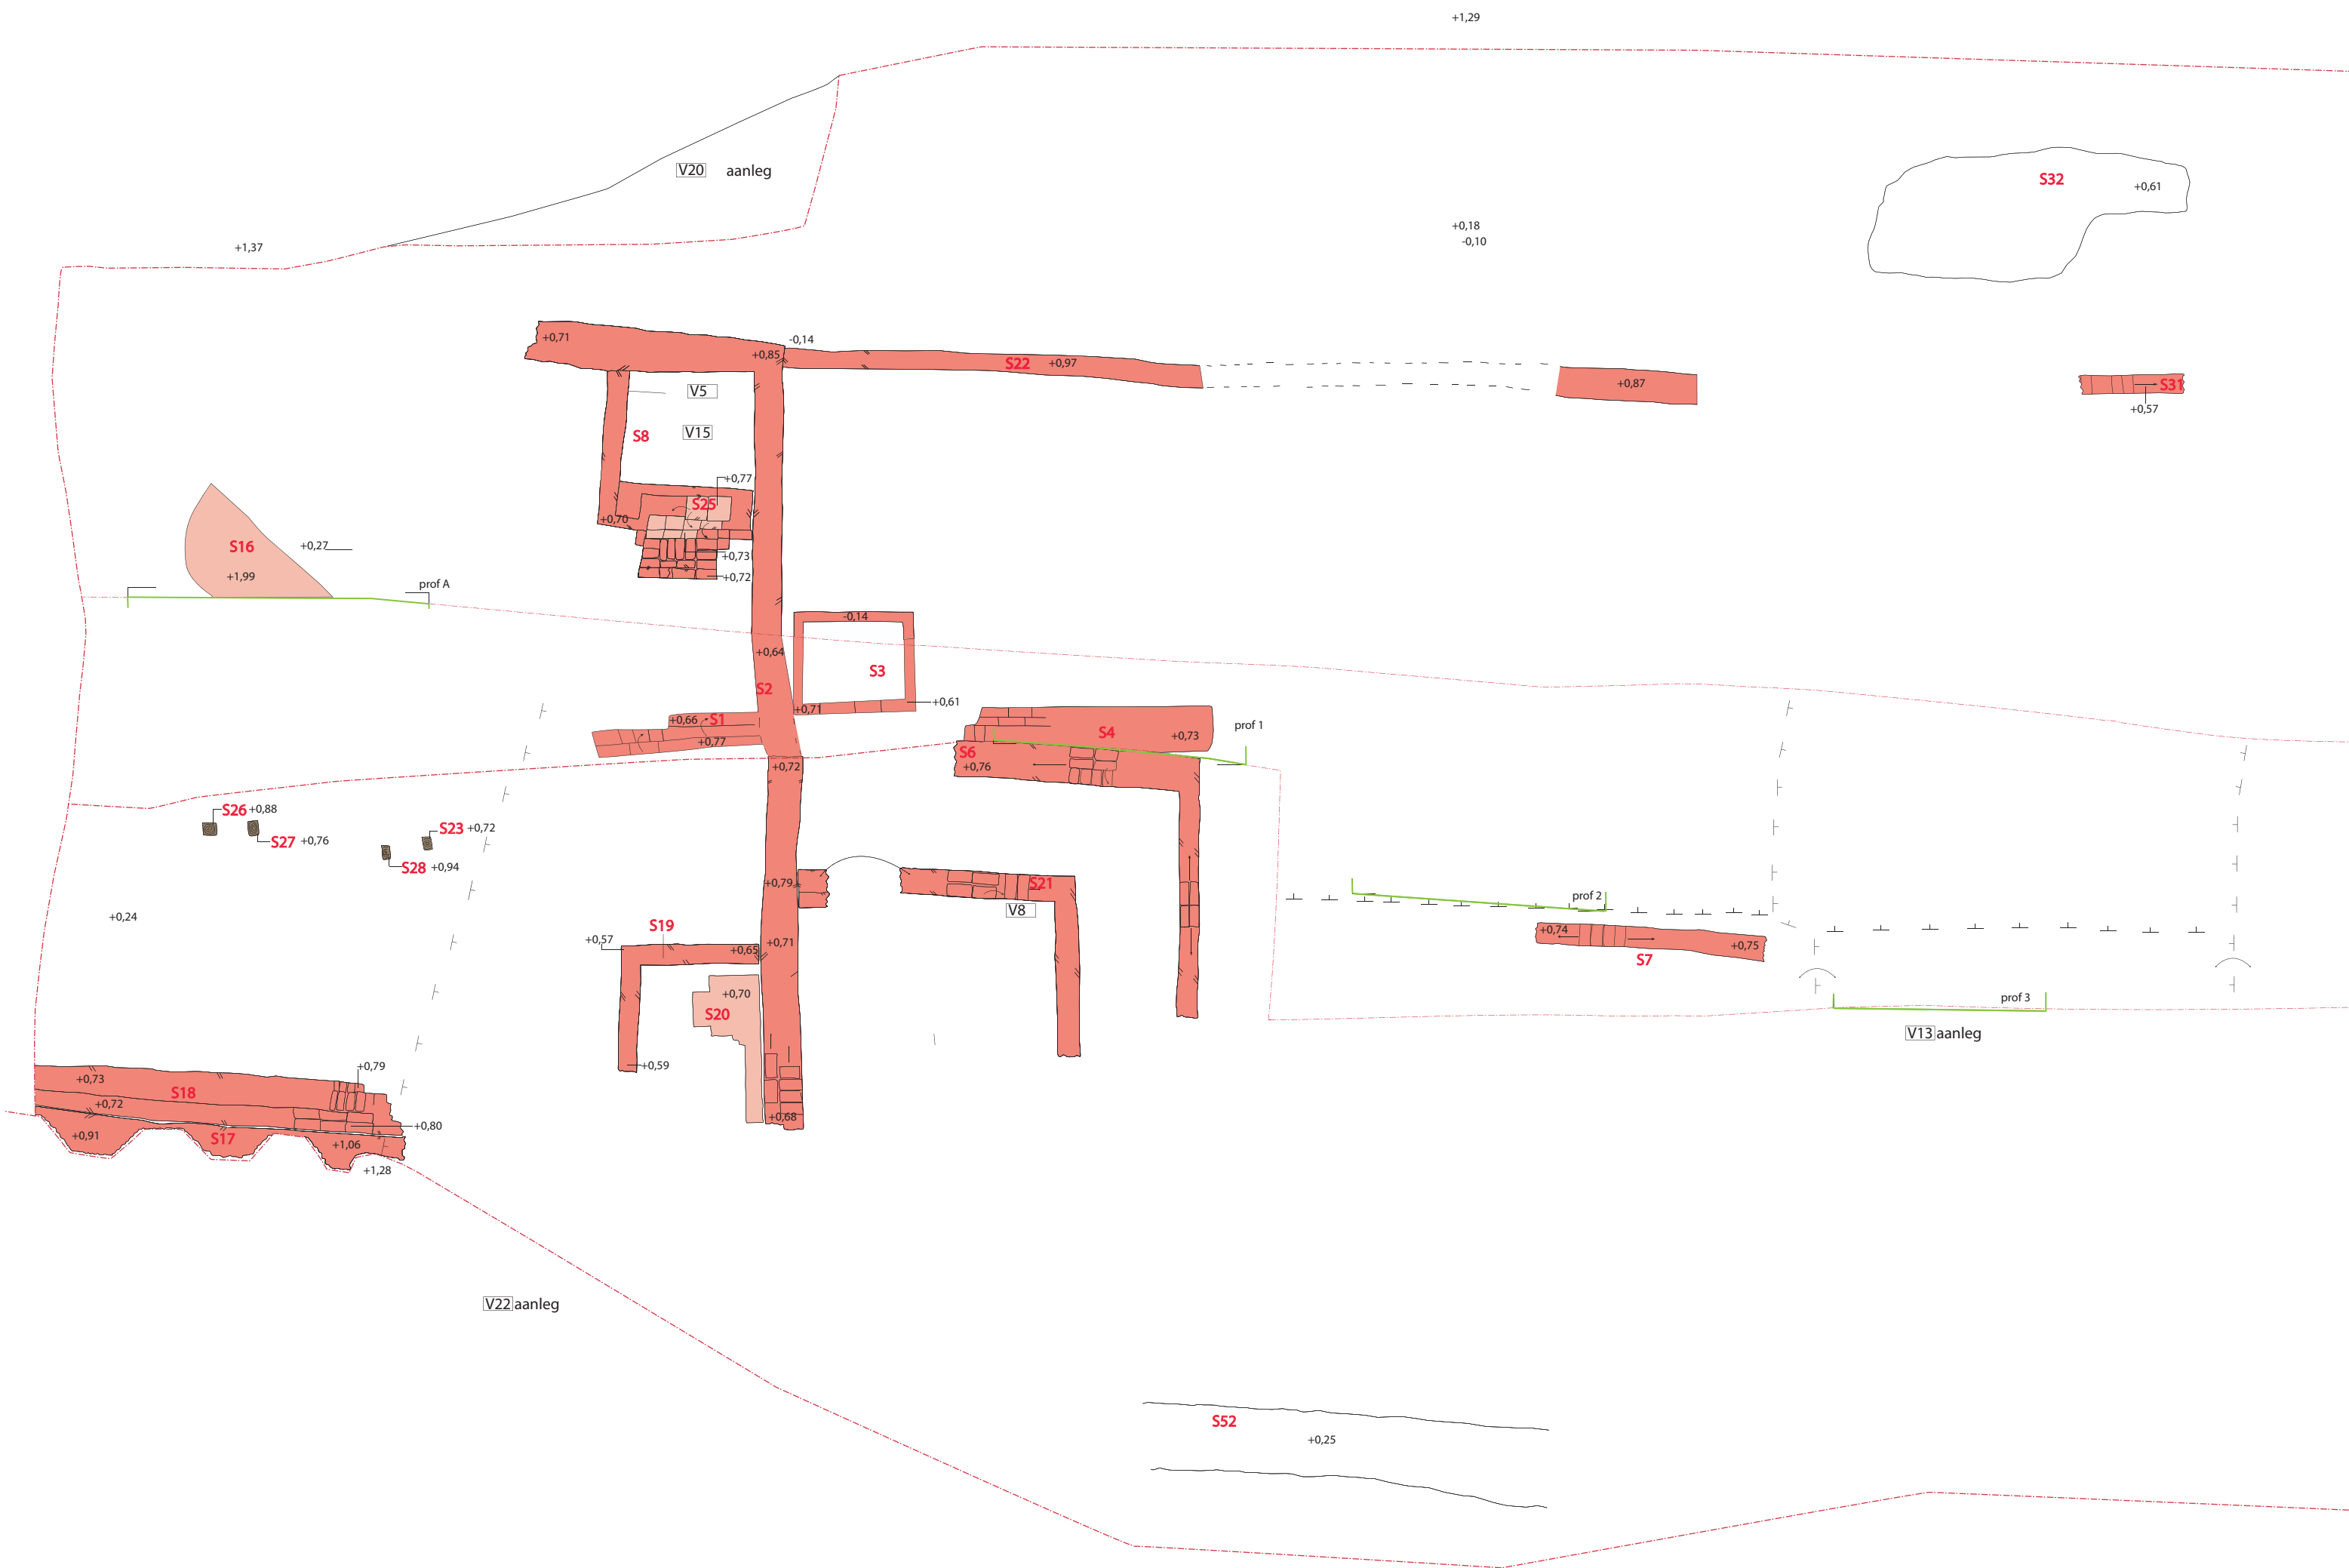 +1,29
V20 aanleg
S32
+0,61
+0,18
-0,10
+1,37
+0,71
-0,14
+0,85
S22 +0,97
+0,87
S31
+0,57
V5
S8
V15
+0,77
S25
+0,70
S16
+0,27
+0,73
+1,99
+0,72
prof A
-0,14
+0,64
S3
S2
+0,61
+0,71
+0,66
S1
+0,77
S4
+0,73
prof 1
S6
+0,76
+0,72
S26 +0,88
S27 +0,76
S23 +0,72
S28 +0,94
+0,79
S21
V8
prof 2
+0,24
S19
+0,57
+0,65
+0,71
+0,74
+0,75
S7
+0,70
S20
prof 3
V13 aanleg
+0,79
+0,59
+0,73
S18
+0,72
+0,68
+0,80
+0,91
S17
+1,06
+1,28
V22 aanleg
S52
+0,25